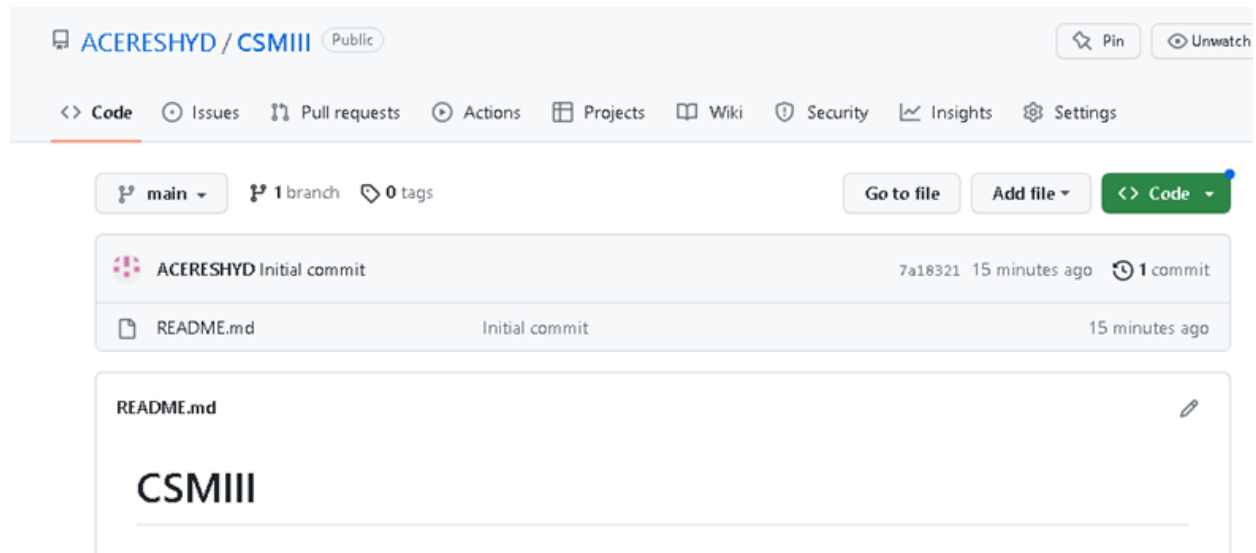 ACERESHYD / CSMIII Public Pin Unwatch
Code Issues Pull requests Actions Projects Wiki Security Insights Settings
main 1 branch 0 tags Go to file Add file Code
ACERESHYD Initial commit 7a18321 15 minutes ago 1 commit
README.md Initial commit 15 minutes ago
README.md
CSMIII